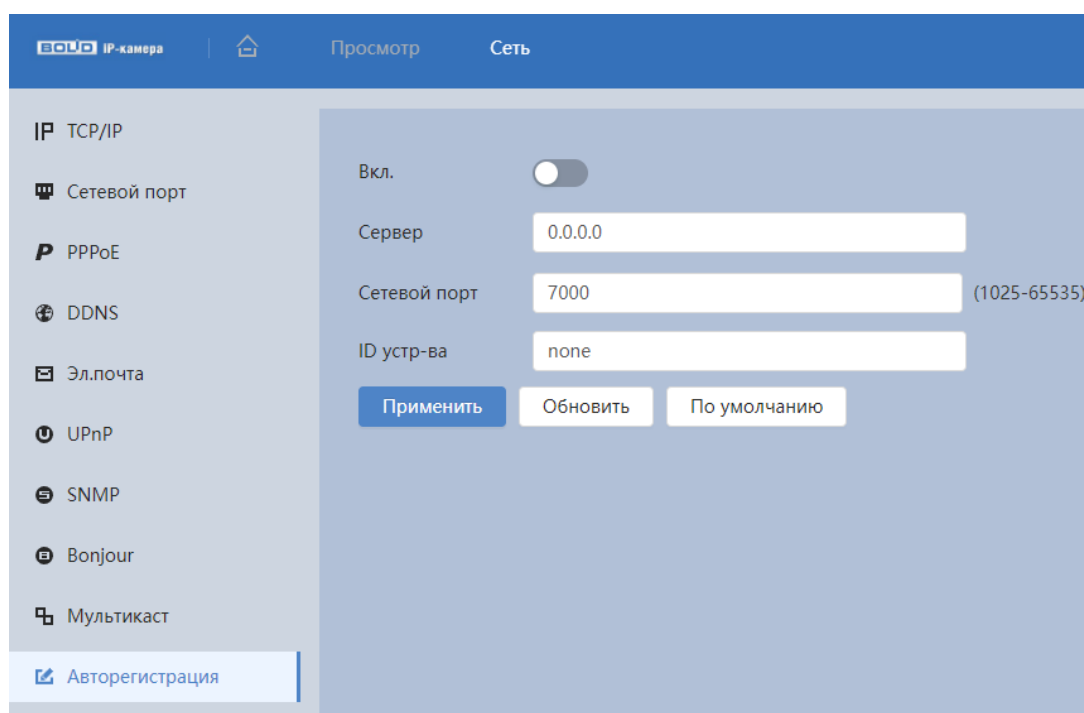 BOLID IP-камера
Просмотр
Сеть
TCP/IP
Сетевой порт
PPPoE
DDNS
Эл.почта
UPnP
SNMP
Bonjour
Мультикаст
Авторегистрация
Вкл.
Сервер 0.0.0.0
Сетевой порт 7000 (1025-65535)
ID устр-ва none
Применить Обновить По умолчанию